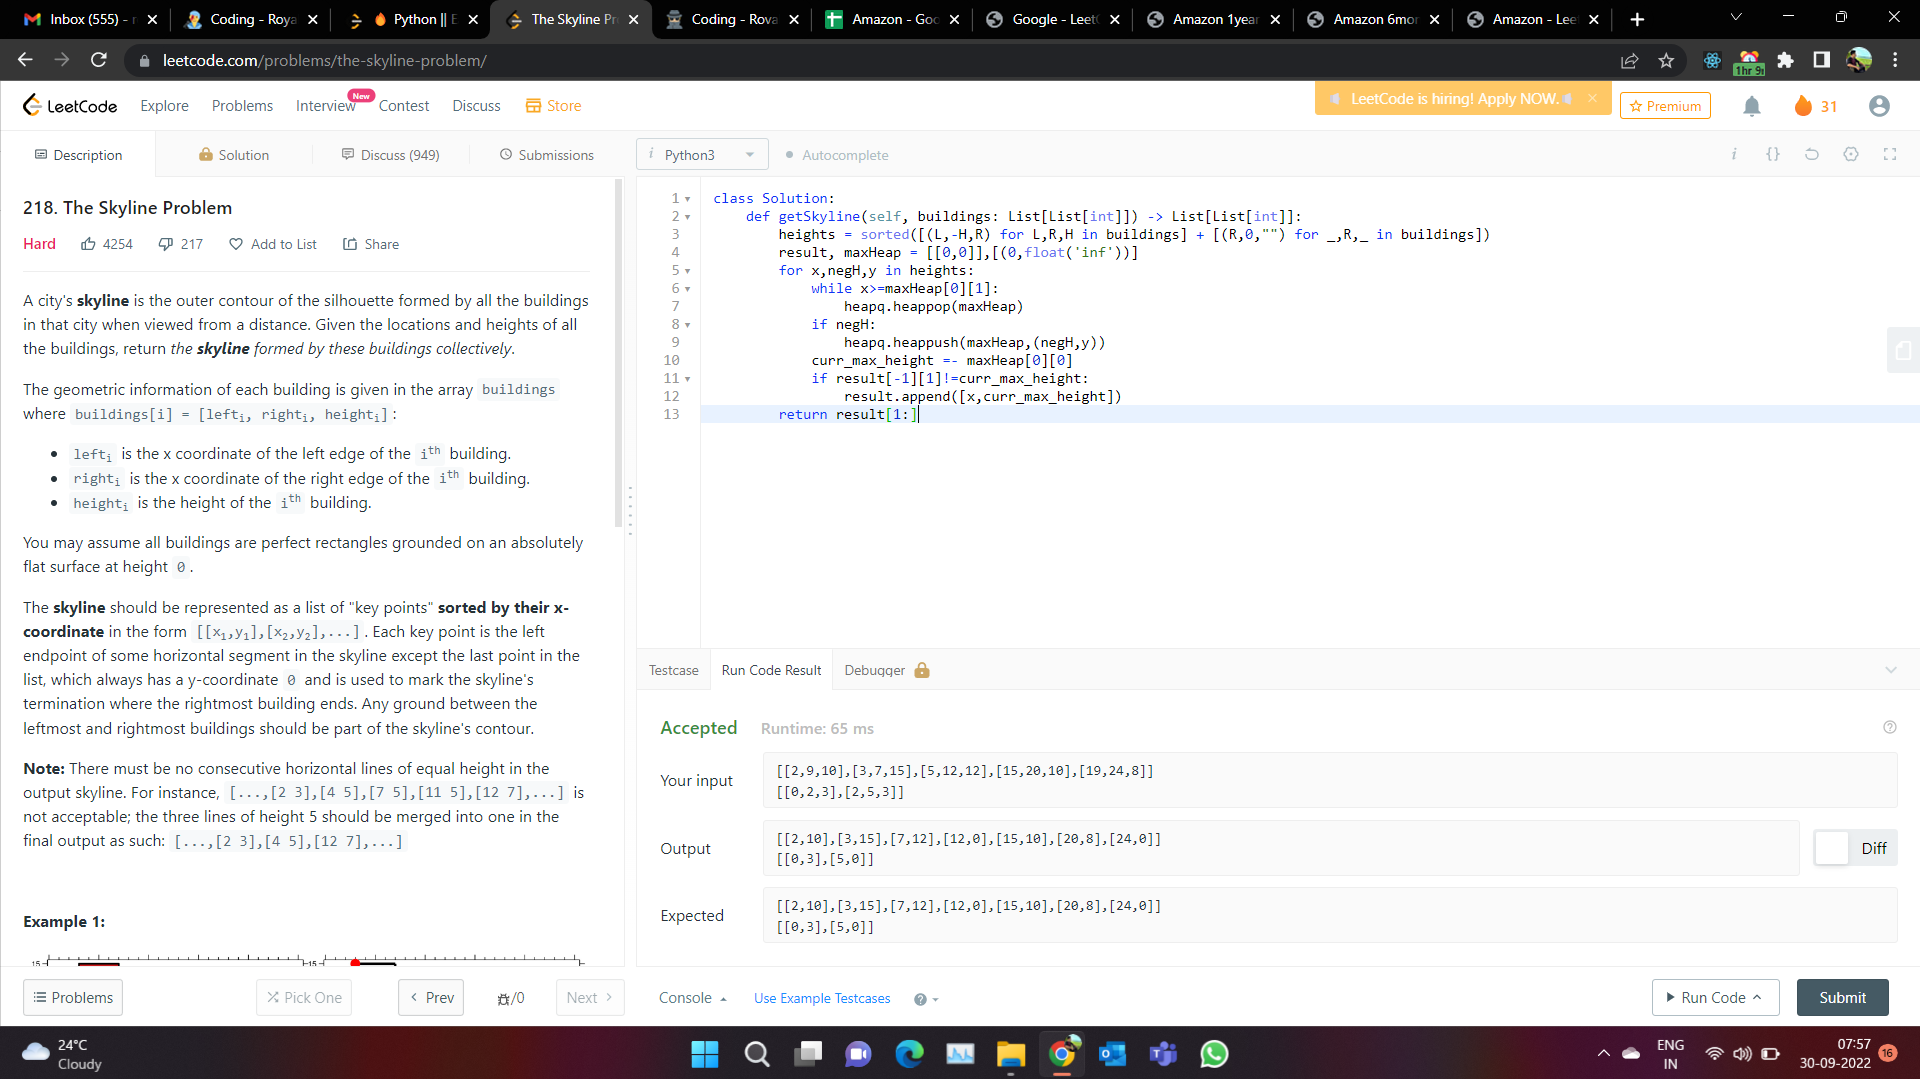 Inbox (555) - r
Coding - Roya
Python || E
The Skyline Pr
Coding - Rova
Amazon - Goo
Google - LeetC
Amazon 1year
Amazon 6mor
Amazon - Lee
leetcode.com/problems/the-skyline-problem/
1hr 9
LeetCode
Explore
Problems
Interview
New
Contest
Discuss
Store
LeetCode is hiring! Apply NOW.
Premium
31
Description
Solution
Discuss (949)
Submissions
i Python3
Autocomplete
218. The Skyline Problem
Hard
4254
217
Add to List
Share
A city's skyline is the outer contour of the silhouette formed by all the buildings
in that city when viewed from a distance. Given the locations and heights of all
the buildings, return the skyline formed by these buildings collectively.
The geometric information of each building is given in the array buildings
where buildings[i] = [lefti, righti, heighti]:
• lefti is the x coordinate of the left edge of the ith building.
• righti is the x coordinate of the right edge of the ith building.
• heighti is the height of the ith building.
You may assume all buildings are perfect rectangles grounded on an absolutely
flat surface at height 0.
The skyline should be represented as a list of "key points" sorted by their x-
coordinate in the form [[x1,y1],[x2,y2],...]. Each key point is the left
endpoint of some horizontal segment in the skyline except the last point in the
list, which always has a y-coordinate 0 and is used to mark the skyline's
termination where the rightmost building ends. Any ground between the
leftmost and rightmost buildings should be part of the skyline's contour.
Note: There must be no consecutive horizontal lines of equal height in the
output skyline. For instance, [...,[2 3],[4 5],[7 5],[11 5],[12 7],...] is
not acceptable; the three lines of height 5 should be merged into one in the
final output as such: [...,[2 3],[4 5],[12 7],...]
Example 1:
15
15
1 class Solution:
2     def getSkyline(self, buildings: List[List[int]]) -> List[List[int]]:
3         heights = sorted([(L,-H,R) for L,R,H in buildings] + [(R,0,"") for _,R,_ in buildings])
4         result, maxHeap = [[0,0]],[(0,float('inf'))]
5         for x,negH,y in heights:
6             while x>=maxHeap[0][1]:
7                 heapq.heappop(maxHeap)
8             if negH:
9                 heapq.heappush(maxHeap,(negH,y))
10             curr_max_height =- maxHeap[0][0]
11             if result[-1][1]!=curr_max_height:
12                 result.append([x,curr_max_height])
13         return result[1:]
Testcase
Run Code Result
Debugger
Accepted
Runtime: 65 ms
Your input
[[2,9,10],[3,7,15],[5,12,12],[15,20,10],[19,24,8]]
[[0,2,3],[2,5,3]]
Output
[[2,10],[3,15],[7,12],[12,0],[15,10],[20,8],[24,0]]
[[0,3],[5,0]]
Diff
Expected
[[2,10],[3,15],[7,12],[12,0],[15,10],[20,8],[24,0]]
[[0,3],[5,0]]
Problems
Pick One
Prev
/0
Next
Console
Use Example Testcases
Run Code
Submit
24°C
Cloudy
ENG
IN
07:57
30-09-2022
16